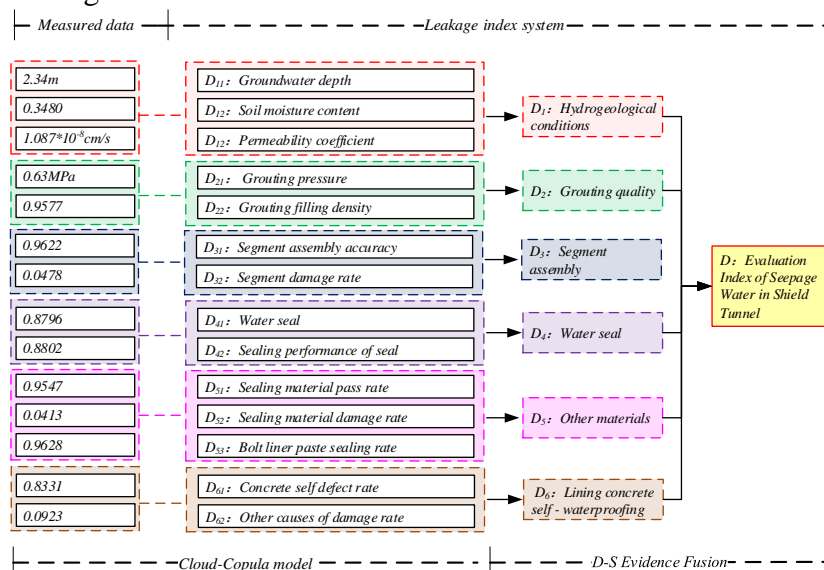 Measured data
Leakage index system
2.34m
0.3480
1.087*10⁻⁸cm/s
D₁₁：Groundwater depth
D₁₂：Soil moisture content
D₁₂：Permeability coefficient
D₁：Hydrogeological
conditions
0.63MPa
0.9577
D₂₁：Grouting pressure
D₂₂：Grouting filling density
D₂：Grouting quality
0.9622
0.0478
D₃₁：Segment assembly accuracy
D₃₂：Segment damage rate
D₃：Segment
assembly
0.8796
0.8802
D₄₁：Water seal
D₄₂：Sealing performance of seal
D₄：Water seal
0.9547
0.0413
0.9628
D₅₁：Sealing material pass rate
D₅₂：Sealing material damage rate
D₅₃：Bolt liner paste sealing rate
D₅：Other materials
0.8331
0.0923
D₆₁：Concrete self defect rate
D₆₂：Other causes of damage rate
D₆：Lining concrete
self - waterproofing
D：Evaluation
Index of Seepage
Water in Shield
Tunnel
Cloud-Copula model
D-S Evidence Fusion